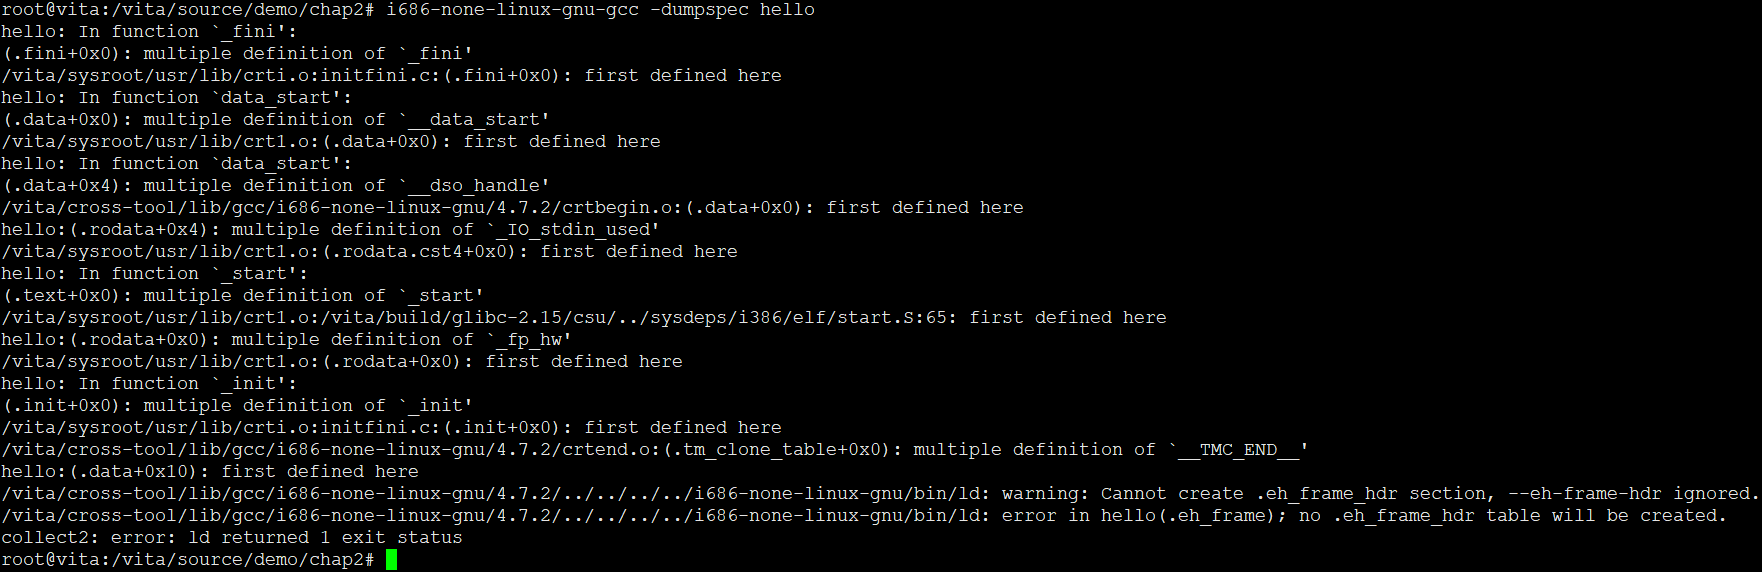 root@vita:/vita/source/demo/chap2# i686-none-linux-gnu-gcc -dumpspec hello
hello: In function `_fini':
(.fini+0x0): multiple definition of `_fini'
/vita/sysroot/usr/lib/crti.o:initfini.c:(.fini+0x0): first defined here
hello: In function `data_start':
(.data+0x0): multiple definition of `__data_start'
/vita/sysroot/usr/lib/crt1.o:(.data+0x0): first defined here
hello: In function `data_start':
(.data+0x4): multiple definition of `__dso_handle'
/vita/cross-tool/lib/gcc/i686-none-linux-gnu/4.7.2/crtbegin.o:(.data+0x0): first defined here
hello:(.rodata+0x4): multiple definition of `_IO_stdin_used'
/vita/sysroot/usr/lib/crt1.o:(.rodata.cst4+0x0): first defined here
hello: In function `_start':
(.text+0x0): multiple definition of `_start'
/vita/sysroot/usr/lib/crt1.o:/vita/build/glibc-2.15/csu/../sysdeps/i386/elf/start.S:65: first defined here
hello:(.rodata+0x0): multiple definition of `_fp_hw'
/vita/sysroot/usr/lib/crt1.o:(.rodata+0x0): first defined here
hello: In function `_init':
(.init+0x0): multiple definition of `_init'
/vita/sysroot/usr/lib/crti.o:initfini.c:(.init+0x0): first defined here
/vita/cross-tool/lib/gcc/i686-none-linux-gnu/4.7.2/crtend.o:(.tm_clone_table+0x0): multiple definition of `__TMC_END__'
hello:(.data+0x10): first defined here
/vita/cross-tool/lib/gcc/i686-none-linux-gnu/4.7.2/../../../../i686-none-linux-gnu/bin/ld: warning: Cannot create .eh_frame_hdr section, --eh-frame-hdr ignored.
/vita/cross-tool/lib/gcc/i686-none-linux-gnu/4.7.2/../../../../i686-none-linux-gnu/bin/ld: error in hello(.eh_frame); no .eh_frame_hdr table will be created.
collect2: error: ld returned 1 exit status
root@vita:/vita/source/demo/chap2#